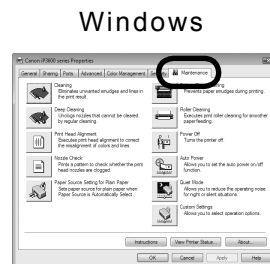 Windows
Canon iP3600 series Properties
General Sharing Ports Advanced Color Management Security Maintenance
Cleaning
Eliminates unwanted smudges and lines in
the print result.
Prevents paper smudges during printing.
Deep Cleaning
Unclogs nozzles that cannot be cleared
by regular cleaning.
Roller Cleaning
Executes print roller cleaning for smoother
paper feeding.
Print Head Alignment
Executes print head alignment to correct
the misalignment of colors and lines
Power Off
Turns the printer off.
Nozzle Check
Prints a pattern to check whether the print
head nozzles are clogged.
Auto Power
Allows you to set the auto power on/off
function.
Paper Source Setting for Plain Paper
Sets paper source for plain paper when
Paper Source is Automatically Select.
Quiet Mode
Allows you to reduce the operating noise
for night or silent situations.
Custom Settings
Allows you to select operation options.
Instructions View Printer Status... About...
OK Cancel Apply Help